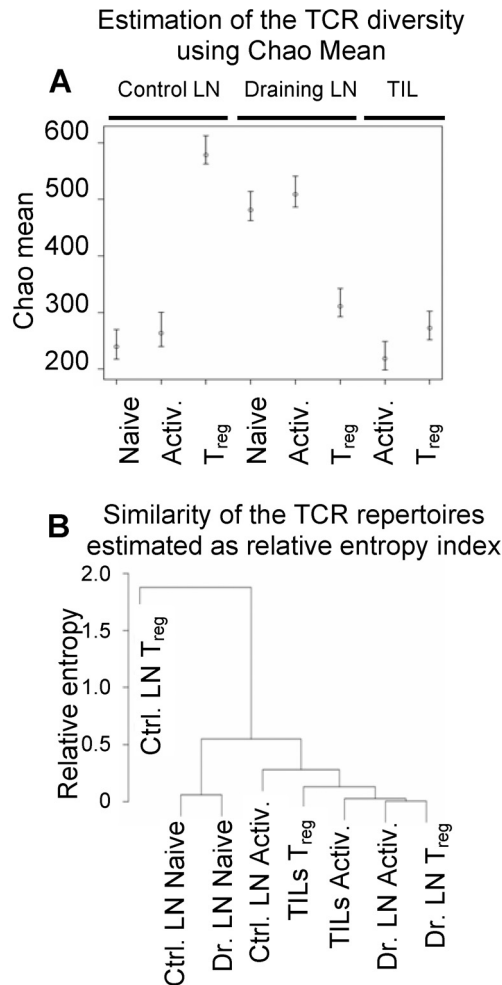 Estimation of the TCR diversity
using Chao Mean
A
Control LN Draining LN TIL
Chao mean
600
500
400
300
200
Naive Activ. Treg Naive Activ. Treg Activ. Treg
B
Similarity of the TCR repertoires
estimated as relative entropy index
Relative entropy
2.0
1.5
1.0
0.5
0
Ctrl. LN Treg
Ctrl. LN Naive
Dr. LN Naive
Ctrl. LN Activ.
TILs Treg
TILs Activ.
Dr. LN Activ.
Dr. LN Treg